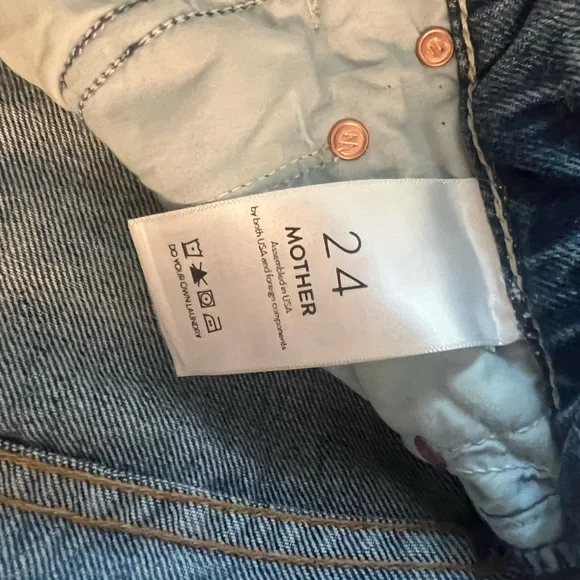 24
MOTHER
Assembled in USA
by both USA and foreign components
DO YOUR OWN LAUNDRY